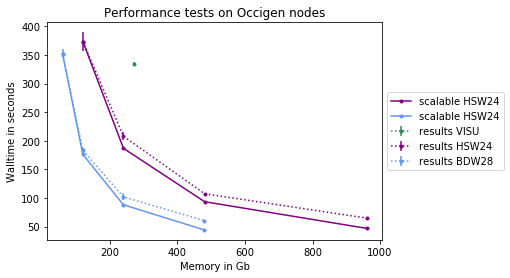 Performance tests on Occigen nodes
400
350
300
250
200
150
100
50
Walltime in seconds
200
400
600
800
1000
Memory in Gb
scalable HSW24
scalable HSW24
results VISU
results HSW24
results BDW28